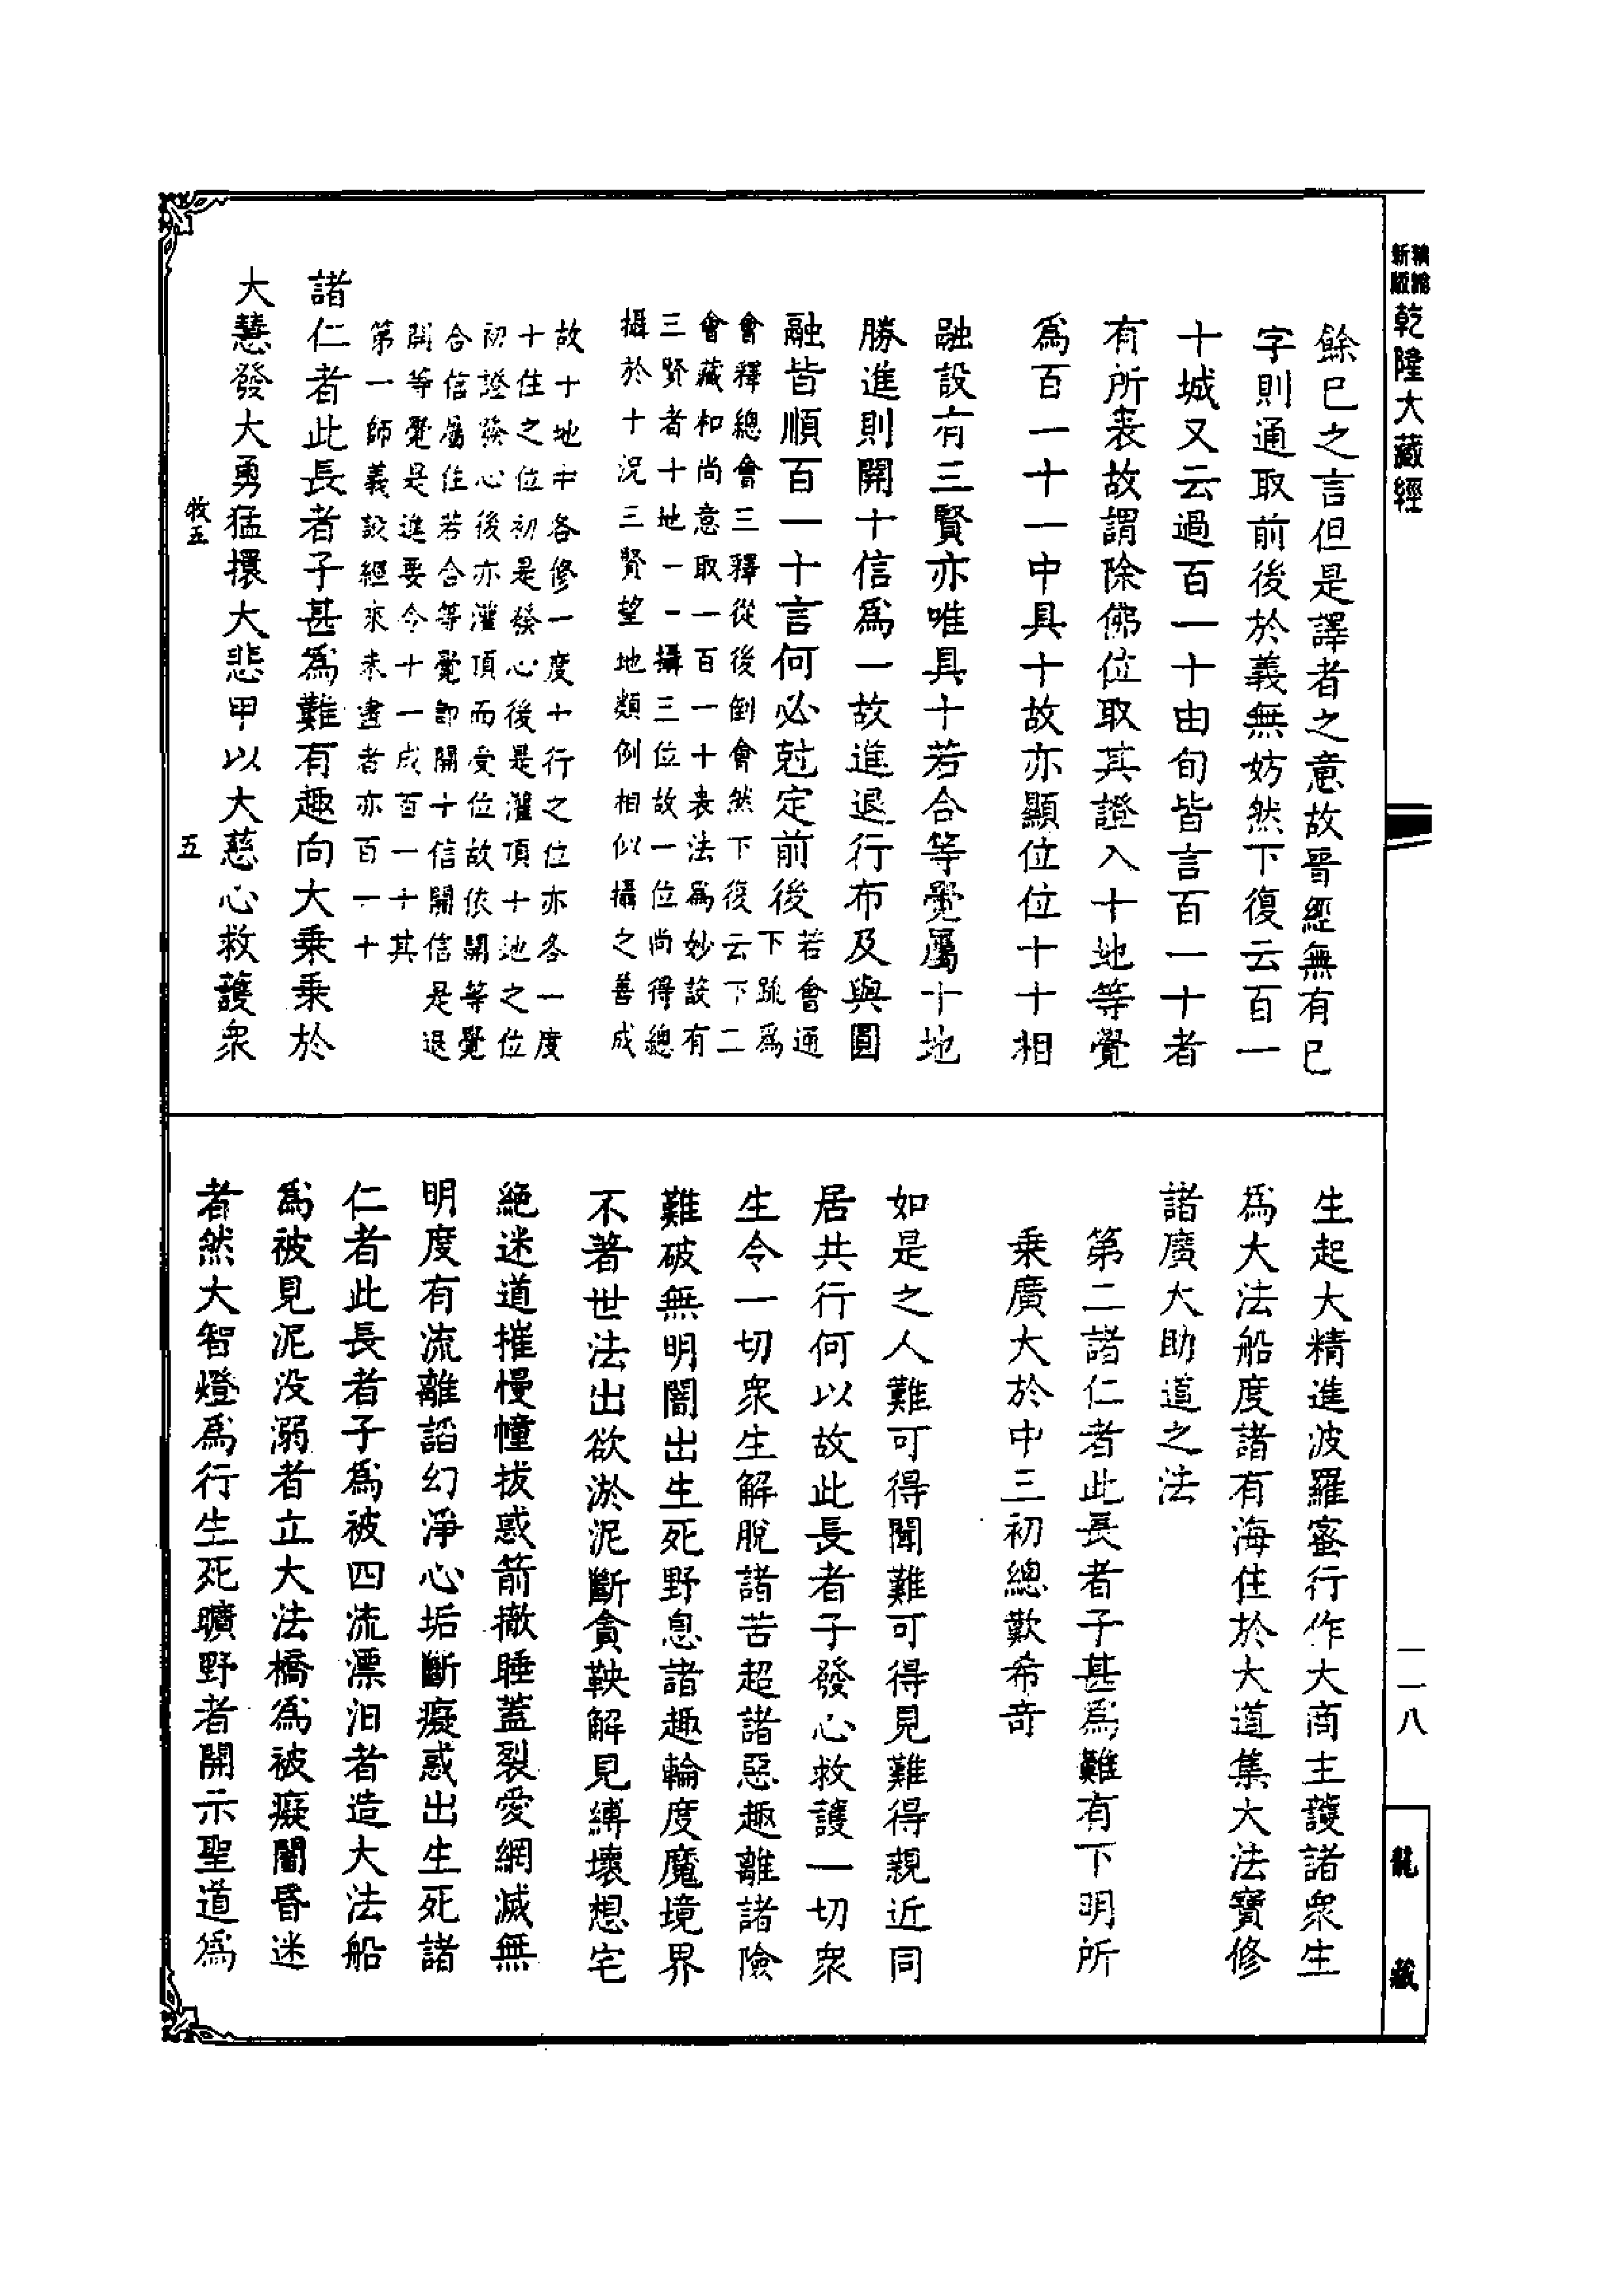 新版
乾隆大藏經
餘巳之言但是譯者之意故晉經無有巳
字則通取前後於義無妨然下復云百一
十城又云過百一十由旬皆言百一十者
有所表故謂除佛位取其證入十地等覺
爲百一十一中具十故亦顯位位十十相
融設有三賢亦唯具十若合等覺屬十地
勝進則開十信爲一故進退行布及與圓
融皆順百一十言何必尅定前後若會通
下疏爲
會釋總會三釋從後倒會然下復云下二
會藏和尚意取一百一十表法爲妙設有
三賢者十地一一攝三位故一位尚得總
攝於十況三賢望地類例相似攝之善成
故十地中各修一度十行之位亦各一度
十住之位初是發心後是灌頂十地之位
初證發心後亦灌頂而受位故依開等覺
合信屬住若合等覺即開十信開信是退
開等覺是進要令十一成百一十其
第一師義設經來未盡者亦百一十
諸仁者此長者子甚爲難有趣向大乘乘於
大慧發大勇猛擐大悲甲以大慈心救護衆
牧五
五
生起大精進波羅蜜行作大商主護諸衆生
爲大法船度諸有海住於大道集大法寶修
諸廣大助道之法
第二諸仁者此長者子甚爲難有下明所
乘廣大於中三初總歎希奇
如是之人難可得聞難可得見難得親近同
居共行何以故此長者子發心救護一切衆
生令一切衆生解脫諸苦超諸惡趣離諸險
難破無明闇出生死野息諸趣輪度魔境界
不著世法出欲淤泥斷貪鞅解見縛壞想宅
絕迷道摧慢幢拔惑箭撤睡蓋裂愛網滅無
明度有流離諂幻淨心垢斷癡惑出生死諸
仁者此長者子爲被四流漂汩者造大法船
爲被見泥沒溺者立大法橋爲被癡闇昏迷
者然大智燈爲行生死曠野者開示聖道爲
一一八
龍藏